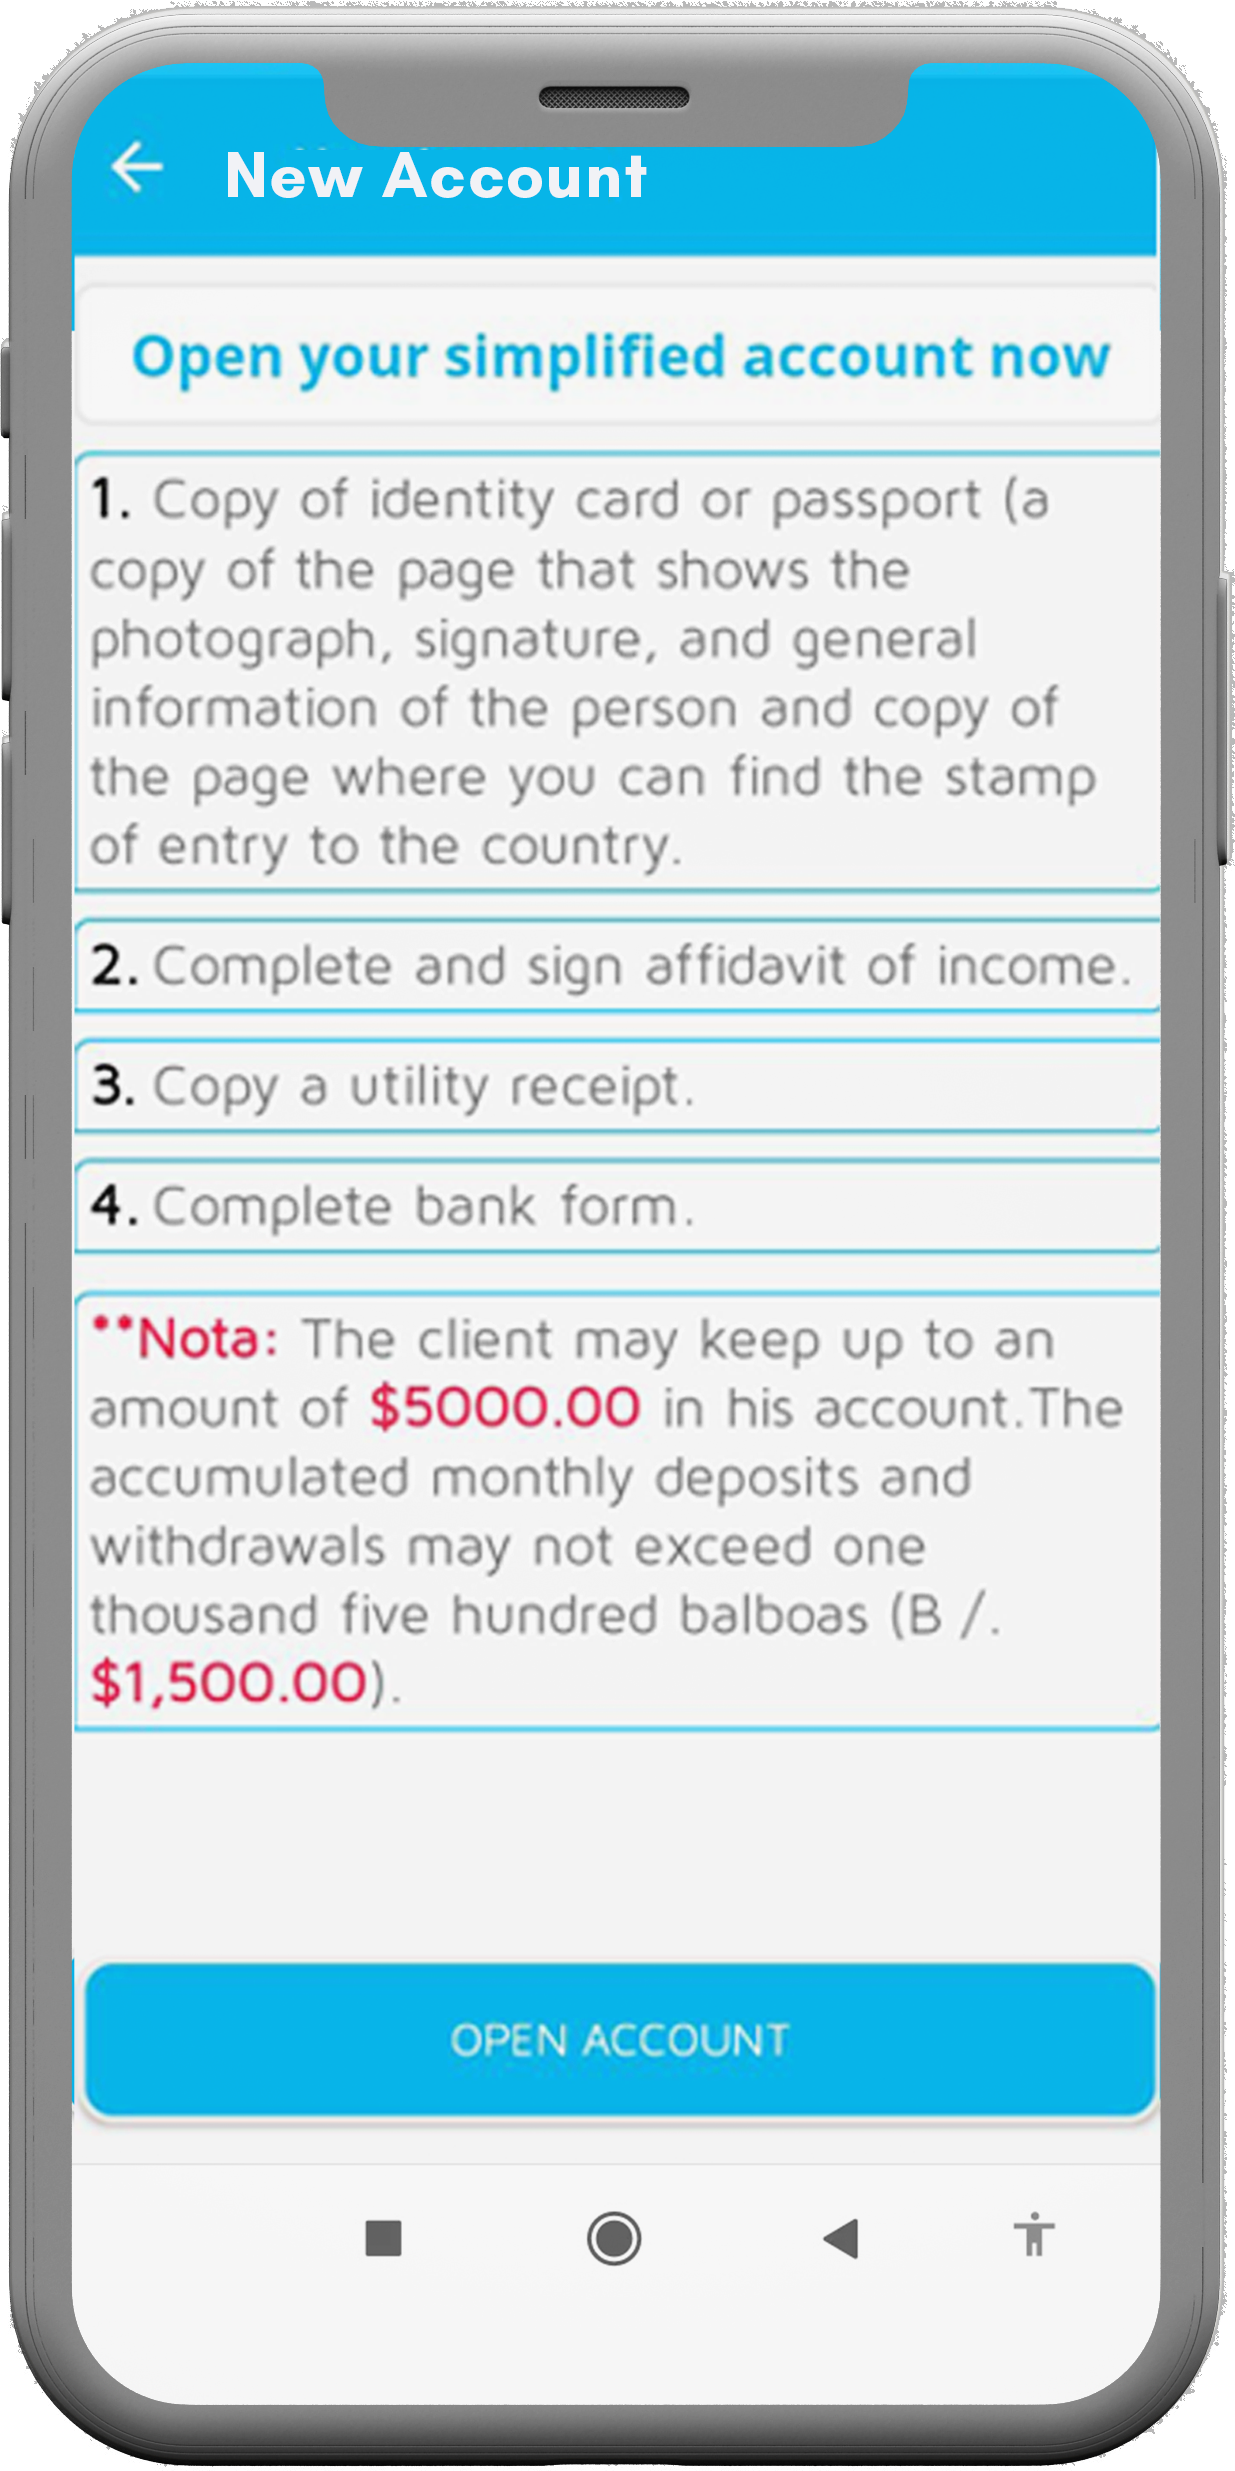 New Account
Open your simplified account now
1. Copy of identity card or passport (a
copy of the page that shows the
photograph, signature, and general
information of the person and copy of
the page where you can find the stamp
of entry to the country.
2. Complete and sign affidavit of income.
3. Copy a utility receipt.
4. Complete bank form.
**Nota: The client may keep up to an
amount of $5000.00 in his account.The
accumulated monthly deposits and
withdrawals may not exceed one
thousand five hundred balboas (B /.
$1,500.00).
OPEN ACCOUNT